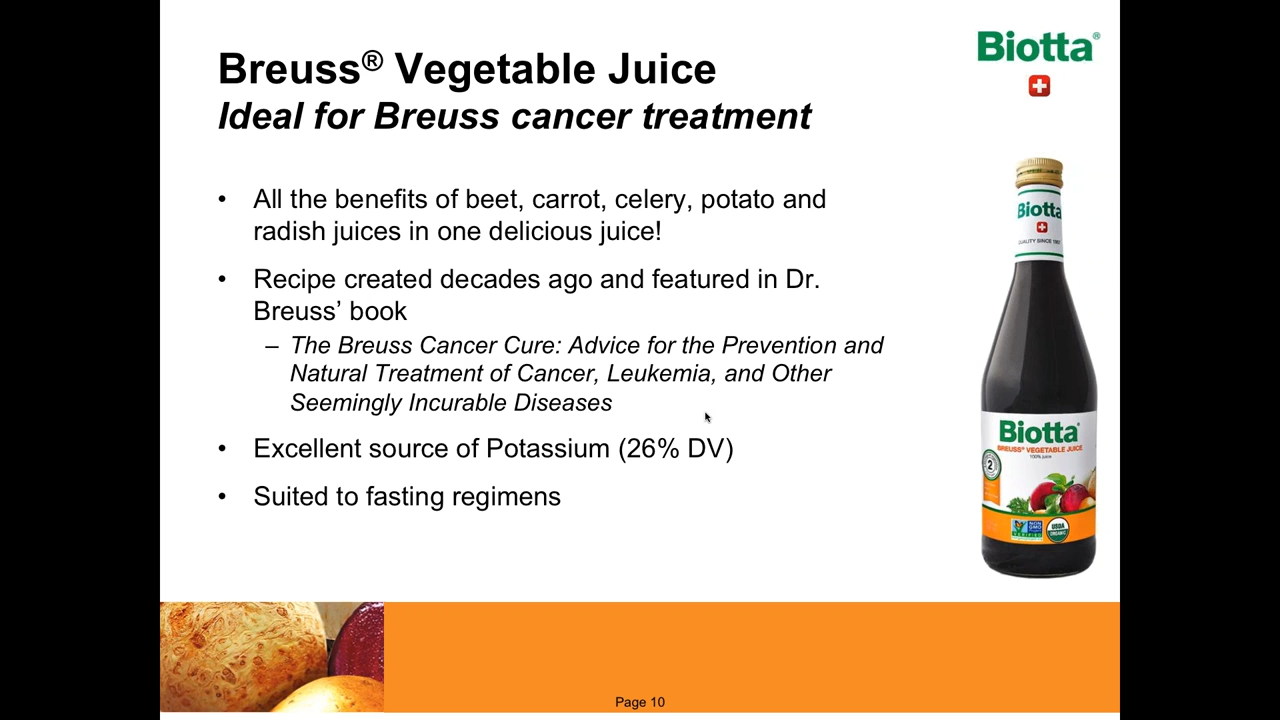 Biotta®
Breuss® Vegetable Juice
Ideal for Breuss cancer treatment
• All the benefits of beet, carrot, celery, potato and
radish juices in one delicious juice!
• Recipe created decades ago and featured in Dr.
Breuss’ book
– The Breuss Cancer Cure: Advice for the Prevention and
Natural Treatment of Cancer, Leukemia, and Other
Seemingly Incurable Diseases
• Excellent source of Potassium (26% DV)
• Suited to fasting regimens
Biotta
QUALITY SINCE
Biotta®
BREUSS® VEGETABLE JUICE
100% juice
2
NON
GMO
VERIFIED
USDA
ORGANIC
Page 10